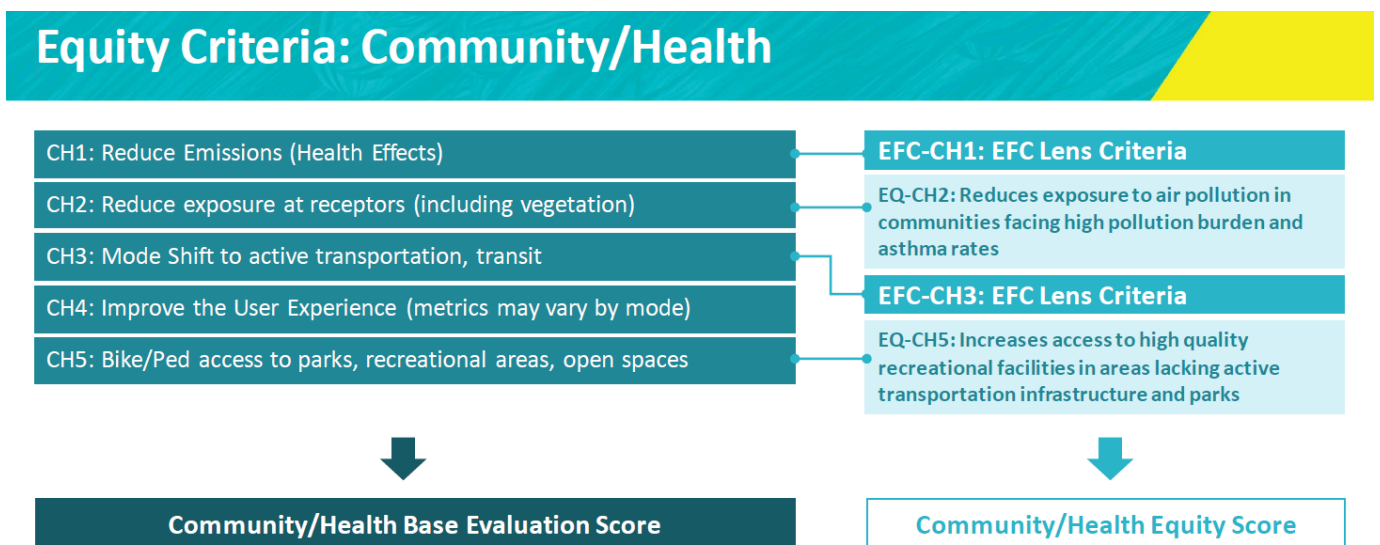 Equity Criteria: Community/Health
CH1: Reduce Emissions (Health Effects)
CH2: Reduce exposure at receptors (including vegetation)
CH3: Mode Shift to active transportation, transit
CH4: Improve the User Experience (metrics may vary by mode)
CH5: Bike/Ped access to parks, recreational areas, open spaces
Community/Health Base Evaluation Score
EFC-CH1: EFC Lens Criteria
EQ-CH2: Reduces exposure to air pollution in
communities facing high pollution burden and
asthma rates
EFC-CH3: EFC Lens Criteria
EQ-CH5: Increases access to high quality
recreational facilities in areas lacking active
transportation infrastructure and parks
Community/Health Equity Score